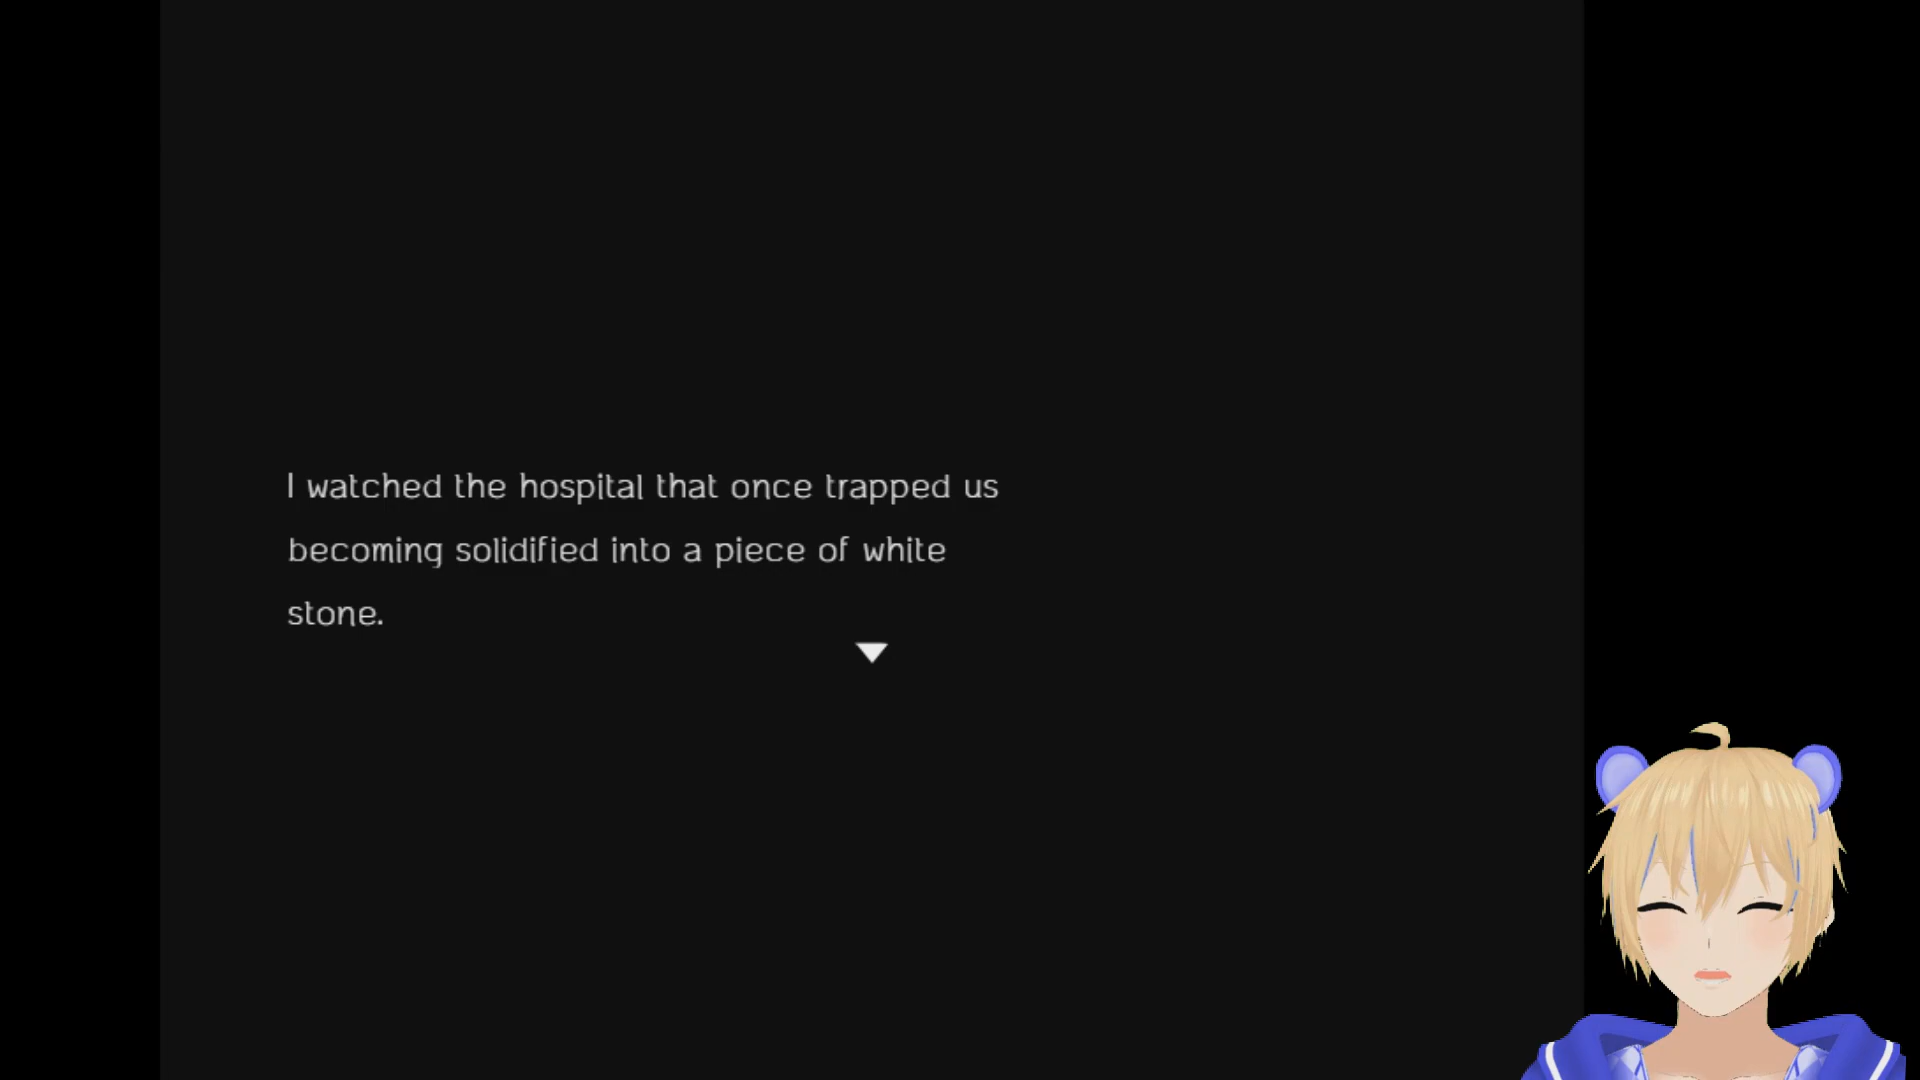 I watched the hospital that once trapped us
becoming solidified into a piece of white
stone.